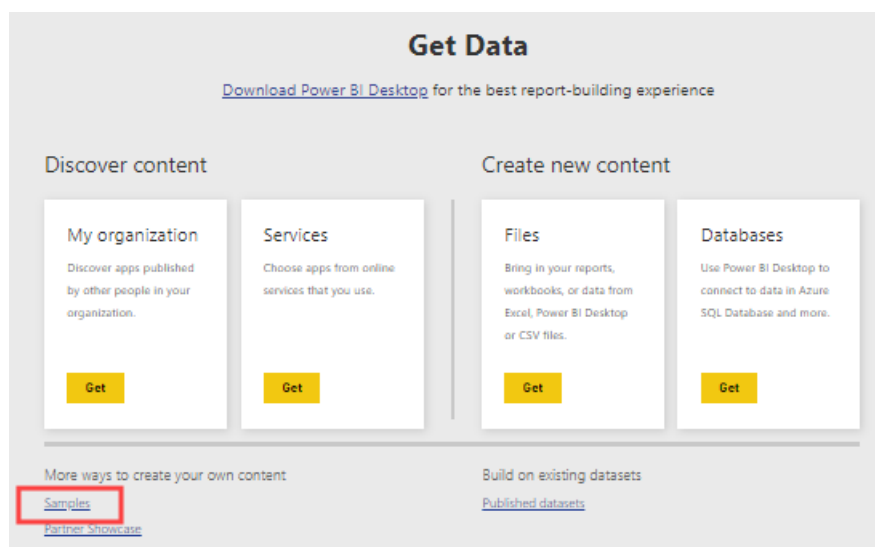 Get Data
Download Power BI Desktop for the best report-building experience
Discover content
Create new content
My organization
Discover apps published
by other people in your
organization.
Get
Services
Choose apps from online
services that you use.
Get
Files
Bring in your reports,
workbooks, or data from
Excel, Power BI Desktop
or CSV files.
Get
Databases
Use Power BI Desktop to
connect to data in Azure
SQL Database and more.
Get
More ways to create your own content
Samples
Partner Showcase
Build on existing datasets
Published datasets